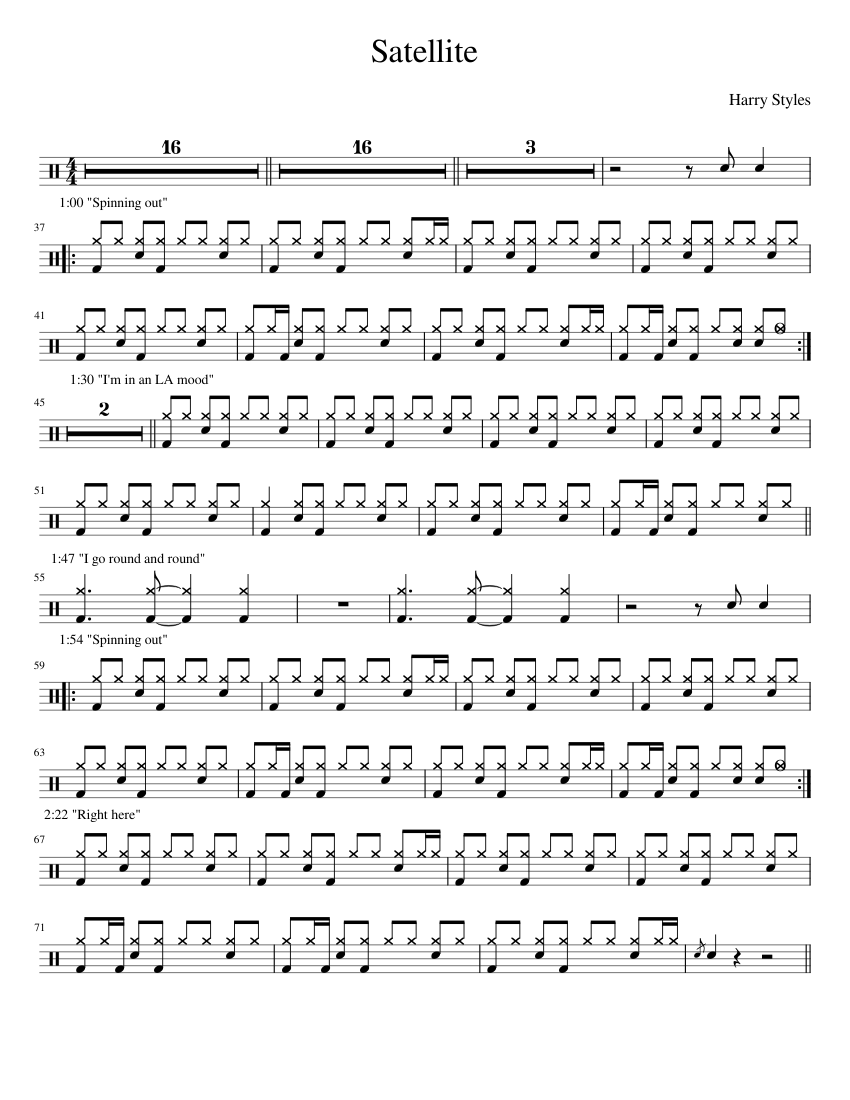 Satellite
Harry Styles
16 16 3
4
4
1:00 "Spinning out"
37
41
1:30 "I'm in an LA mood"
45
2
51
1:47 "I go round and round"
55
1:54 "Spinning out"
59
63
2:22 "Right here"
67
71